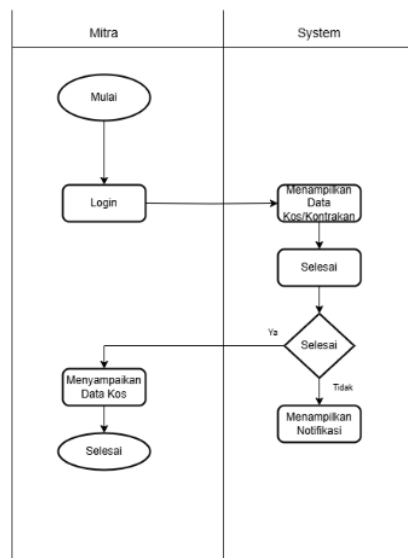 Mitra
System
Mulai
Login
Menampilkan
Data
Kos/Kontrakan
Selesai
Selesai
Ya
Tidak
Menyampaikan
Data Kos
Menampilkan
Notifikasi
Selesai